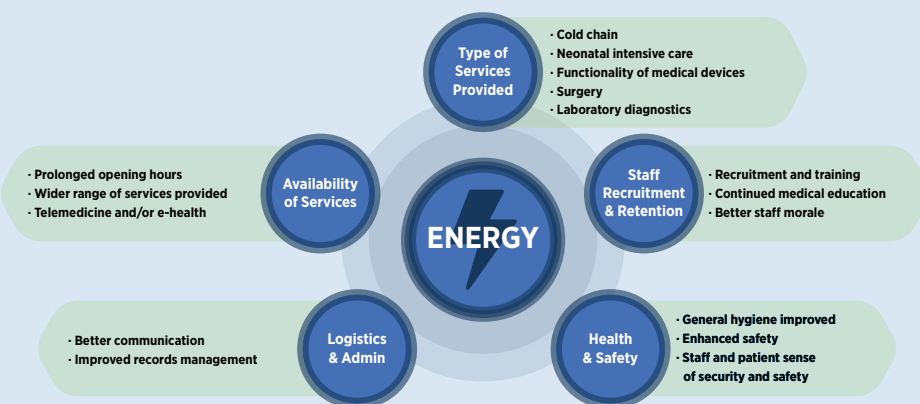 Type of
Services
Provided
· Cold chain
· Neonatal intensive care
· Functionality of medical devices
· Surgery
· Laboratory diagnostics
· Prolonged opening hours
· Wider range of services provided
· Telemedicine and/or e-health
Availability
of Services
Staff
Recruitment
& Retention
· Recruitment and training
· Continued medical education
· Better staff morale
ENERGY
· Better communication
· Improved records management
Logistics
& Admin
Health
& Safety
· General hygiene improved
· Enhanced safety
· Staff and patient sense
of security and safety